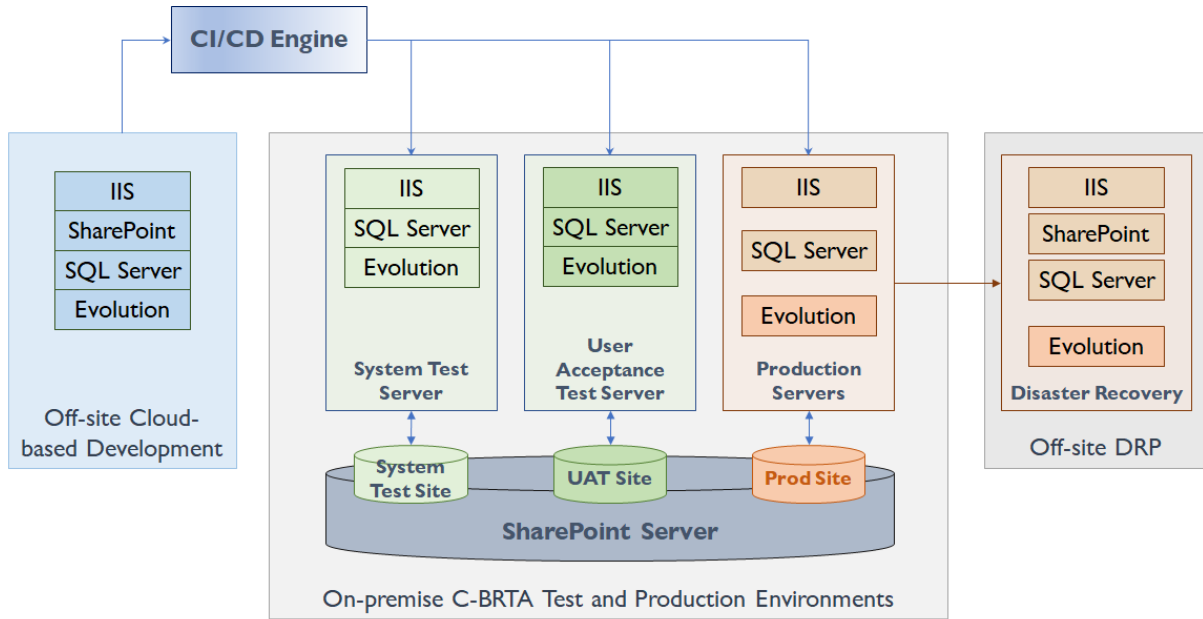 CI/CD Engine
IIS
SharePoint
SQL Server
Evolution
Off-site Cloud-
based Development
IIS
SQL Server
Evolution
System Test
Server
IIS
SQL Server
Evolution
User
Acceptance
Test Server
IIS
SQL Server
Evolution
Production
Servers
IIS
SharePoint
SQL Server
Evolution
Disaster Recovery
Off-site DRP
System
Test Site
UAT Site
Prod Site
SharePoint Server
On-premise C-BRTA Test and Production Environments